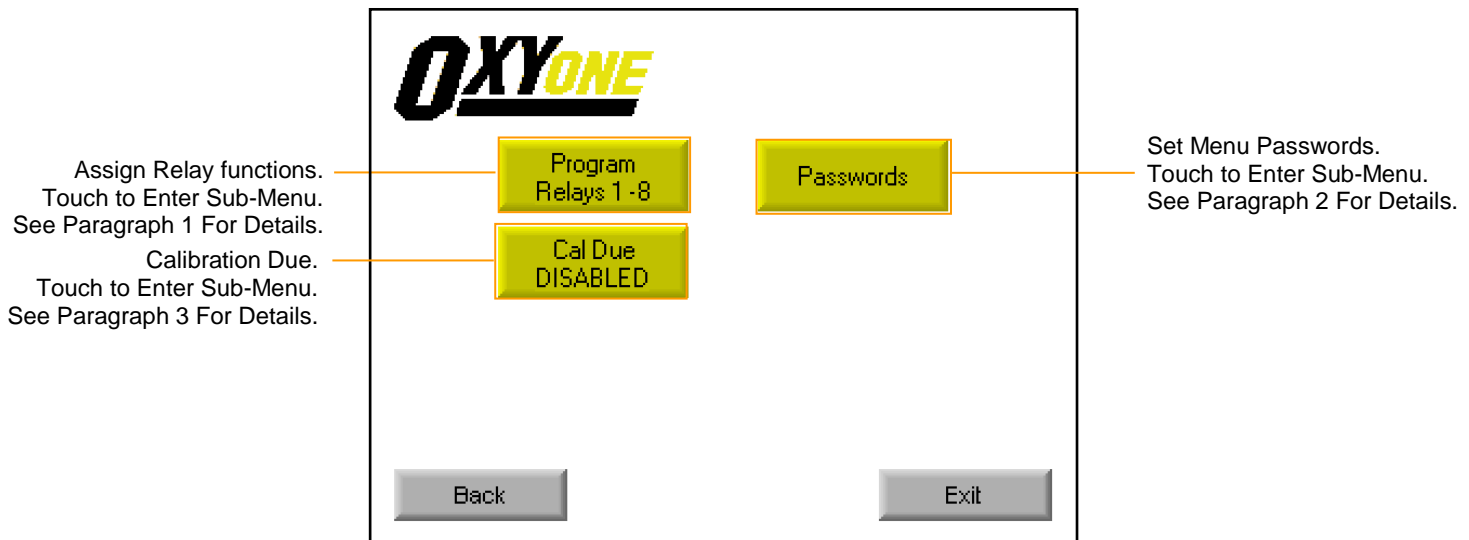 OXYONE
Program
Relays 1 -8
Passwords
Assign Relay functions.
Touch to Enter Sub-Menu.
See Paragraph 1 For Details.
Set Menu Passwords.
Touch to Enter Sub-Menu.
See Paragraph 2 For Details.
Cal Due
DISABLED
Calibration Due.
Touch to Enter Sub-Menu.
See Paragraph 3 For Details.
Back
Exit